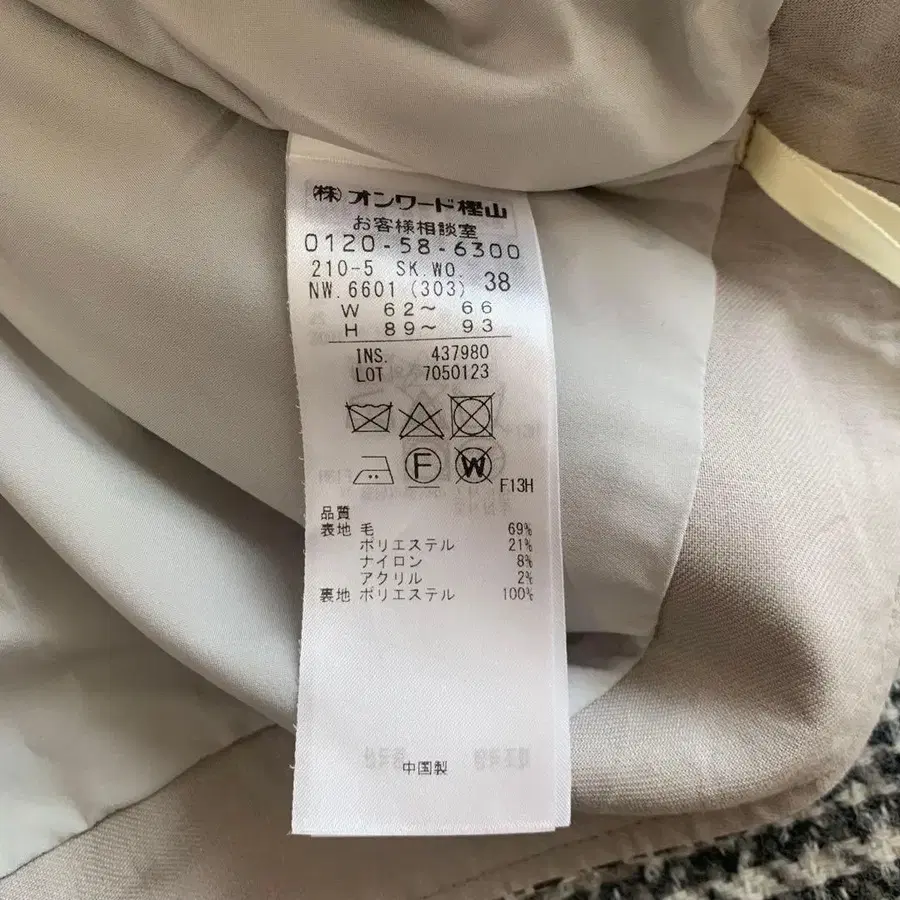 (株)オンワード樫山
お客様相談室
0120-58-6300
210-5 SK.WO. 38
NW.6601 (303)
W 62～ 66
H 89～ 93
INS. 437980
LOT 7050123
F W
F13H
品質
表地 毛 69%
ポリエステル 21%
ナイロン 8%
アクリル 2%
裏地 ポリエステル 100%
中国製